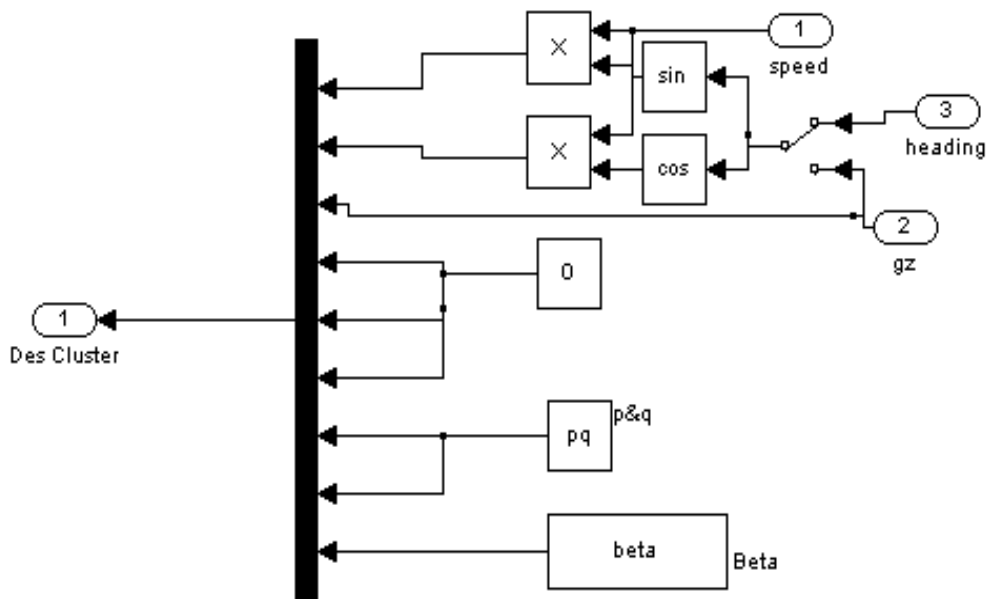 X
1
speed
sin
3
heading
X
cos
2
gz
0
1
Des Cluster
pq
p&q
beta
Beta